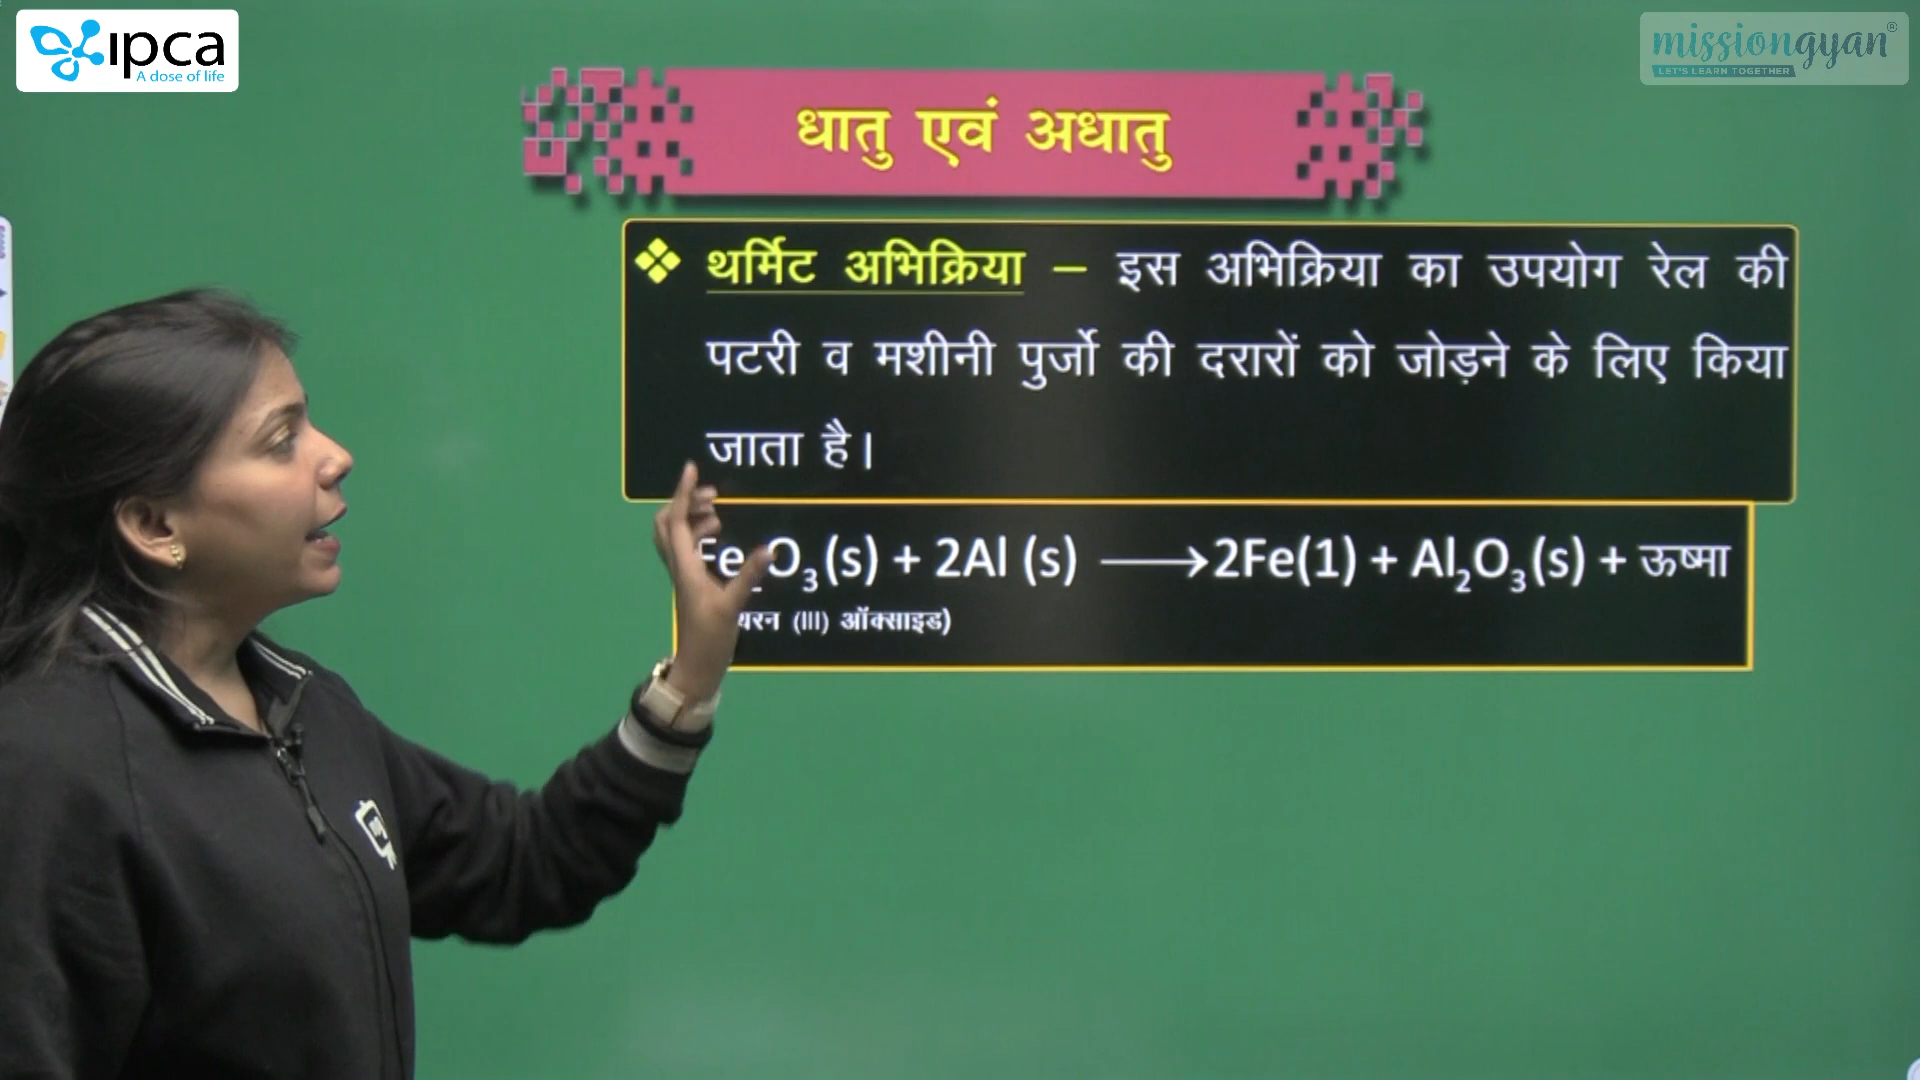 ipca
A dose of life
missiongyan®
LET'S LEARN TOGETHER
धातु एवं अधातु
❖ थर्मिट अभिक्रिया – इस अभिक्रिया का उपयोग रेल की
पटरी व मशीनी पुर्जो की दरारों को जोड़ने के लिए किया
जाता है।
Fe₂O₃(s) + 2Al (s) ⟶2Fe(1) + Al₂O₃(s) + ऊष्मा
(III) ऑक्साइड)